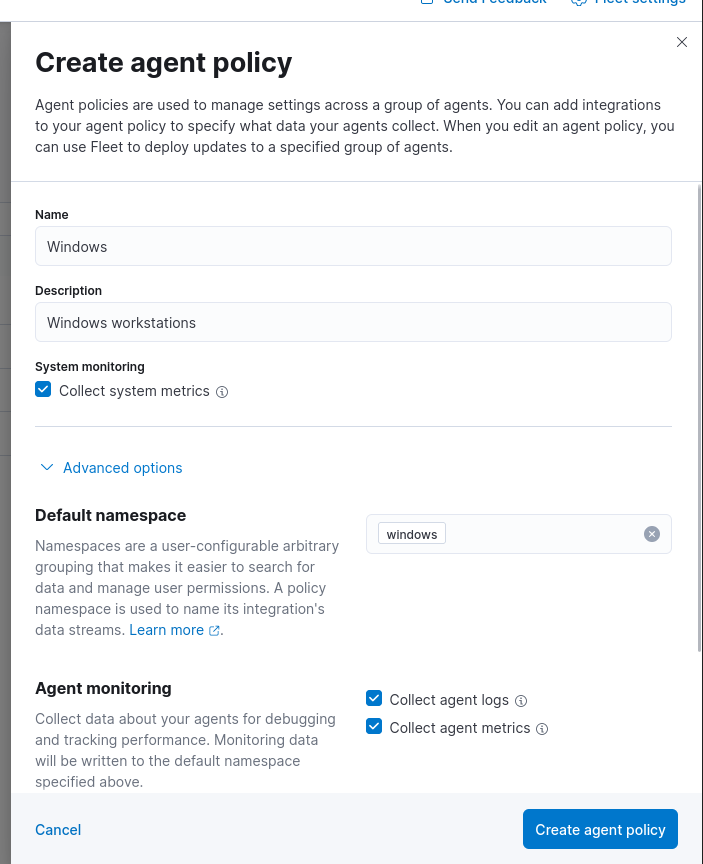 Send Feedback Fleet settings
Create agent policy
Agent policies are used to manage settings across a group of agents. You can add integrations
to your agent policy to specify what data your agents collect. When you edit an agent policy, you
can use Fleet to deploy updates to a specified group of agents.
Name
Windows
Description
Windows workstations
System monitoring
Collect system metrics
Advanced options
Default namespace
Namespaces are a user-configurable arbitrary
grouping that makes it easier to search for
data and manage user permissions. A policy
namespace is used to name its integration's
data streams. Learn more .
windows
Agent monitoring
Collect data about your agents for debugging
and tracking performance. Monitoring data
will be written to the default namespace
specified above.
Collect agent logs
Collect agent metrics
Cancel
Create agent policy